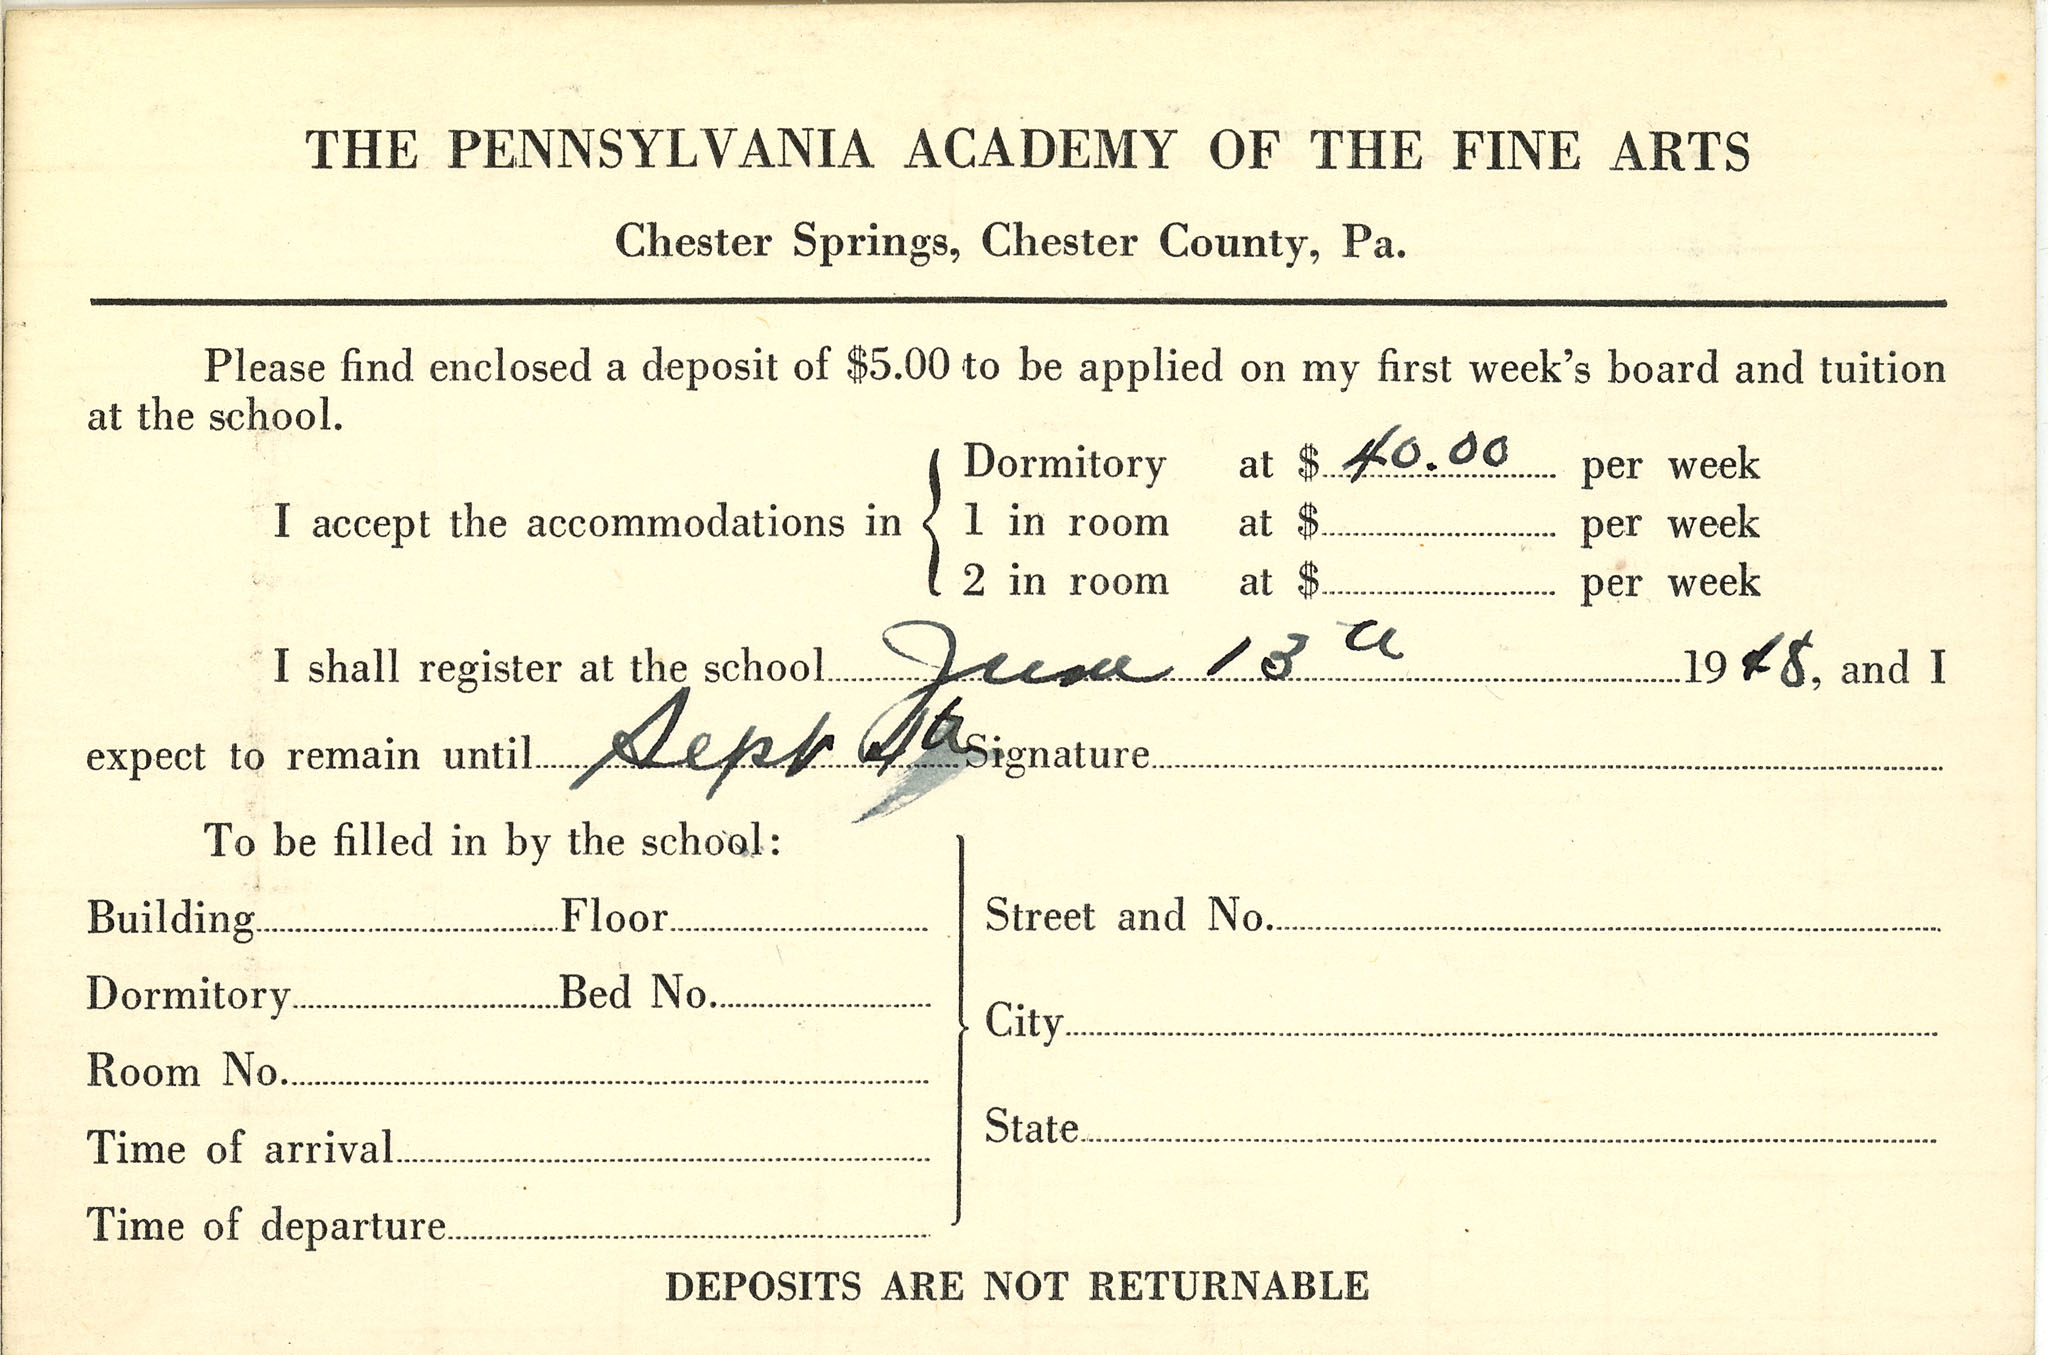 THE PENNSYLVANIA ACADEMY OF THE FINE ARTS
Chester Springs, Chester County, Pa.
Please find enclosed a deposit of $5.00 to be applied on my first week's board and tuition
at the school.
Dormitory at $ 40.00 per week
I accept the accommodations in 1 in room at $ per week
2 in room at $ per week
I shall register at the school June 13th 1948, and I
expect to remain until Sept Signature
To be filled in by the school:
Building Floor Street and No.
Dormitory Bed No.
City
Room No.
State
Time of arrival
Time of departure
DEPOSITS ARE NOT RETURNABLE